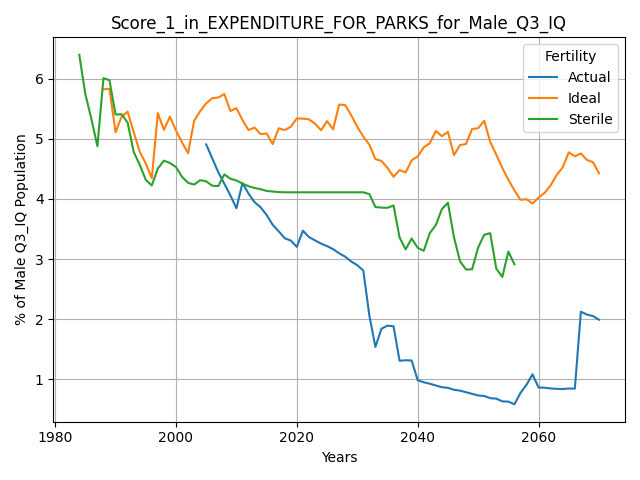 Score_1_in_EXPENDITURE_FOR_PARKS_for_Male_Q3_IQ
Fertility
Actual
Ideal
Sterile
% of Male Q3_IQ Population
6
5
4
3
2
1
1980 2000 2020 2040 2060
Years